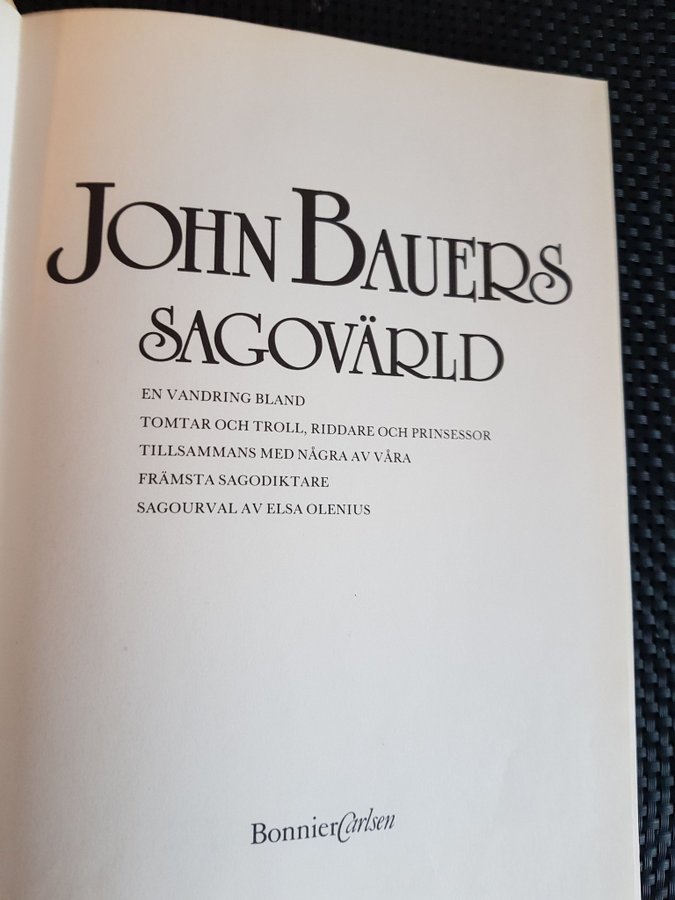 JOHN BAUERS
SAGOVÄRLD
EN VANDRING BLAND
TOMTAR OCH TROLL, RIDDARE OCH PRINSESSOR
TILLSAMMANS MED NÅGRA AV VÅRA
FRÄMSTA SAGODIKTARE
SAGOURVAL AV ELSA OLENIUS
BonnierCarlsen